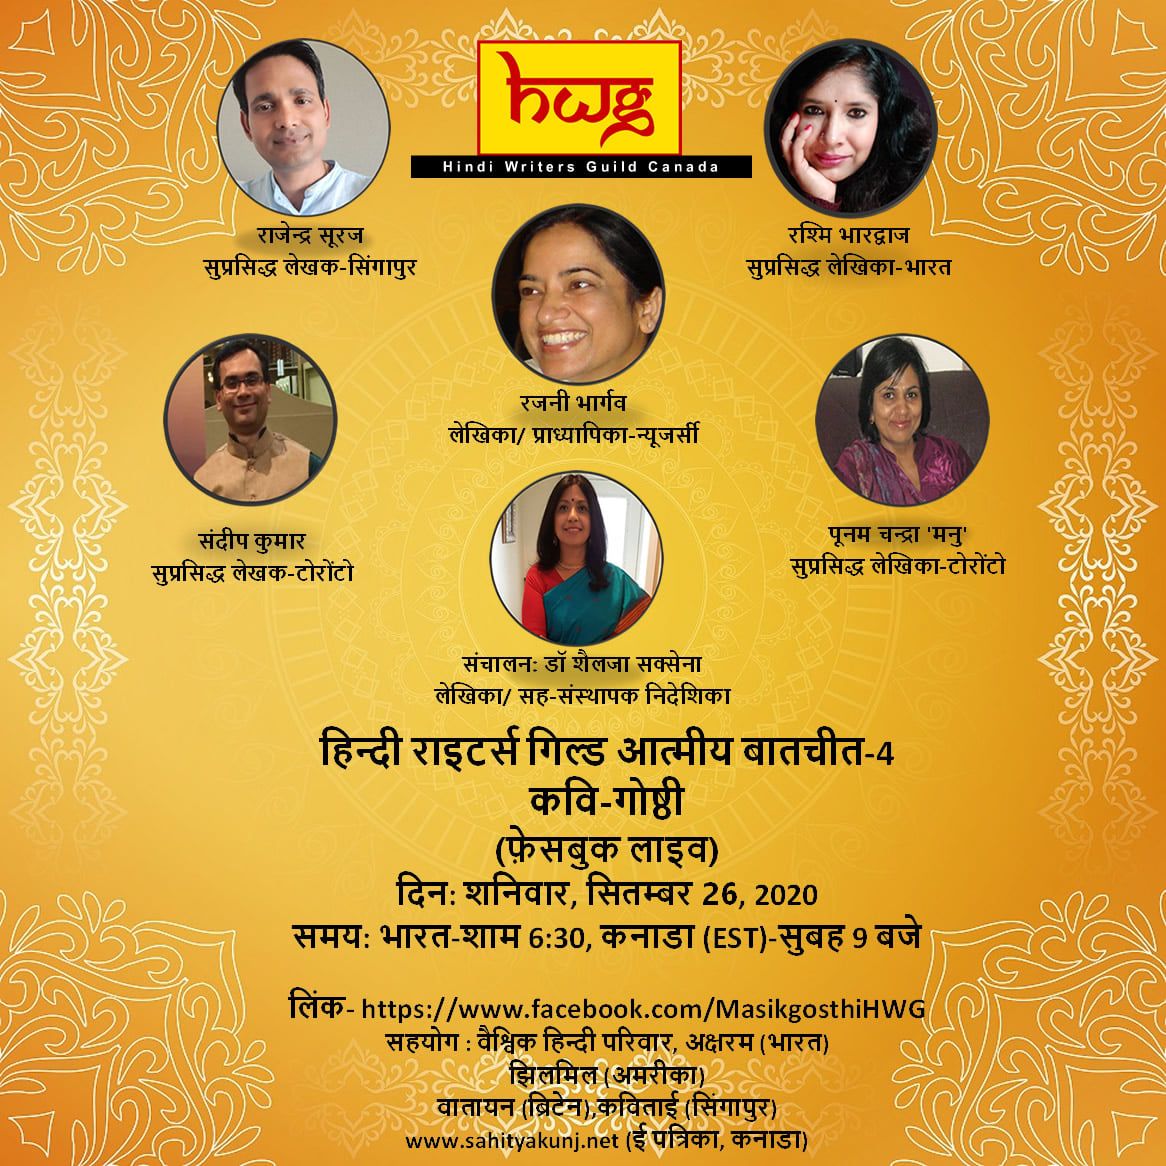 hwg
Hindi Writers Guild Canada
राजेन्द्र सूरज
सुप्रसिद्ध लेखक-सिंगापुर
रश्मि भारद्वाज
सुप्रसिद्ध लेखिका-भारत
रजनी भार्गव
लेखिका/ प्राध्यापिका-न्यूजर्सी
संदीप कुमार
सुप्रसिद्ध लेखक-टोरोंटो
पूनम चन्द्रा 'मनु'
सुप्रसिद्ध लेखिका-टोरोंटो
संचालन: डॉ शैलजा सक्सेना
लेखिका/ सह-संस्थापक निदेशिका
हिन्दी राइटर्स गिल्ड आत्मीय बातचीत-4
कवि-गोष्ठी
(फ़ेसबुक लाइव)
दिन: शनिवार, सितम्बर 26, 2020
समय: भारत-शाम 6:30, कनाडा (EST)-सुबह 9 बजे
लिंक- https://www.facebook.com/MasikgosthiHWG
सहयोग : वैश्विक हिन्दी परिवार, अक्षरम (भारत)
झिलमिल (अमरीका)
वातायन (ब्रिटेन),कविताई (सिंगापुर)
www.sahityakunj.net (ई पत्रिका, कनाडा)